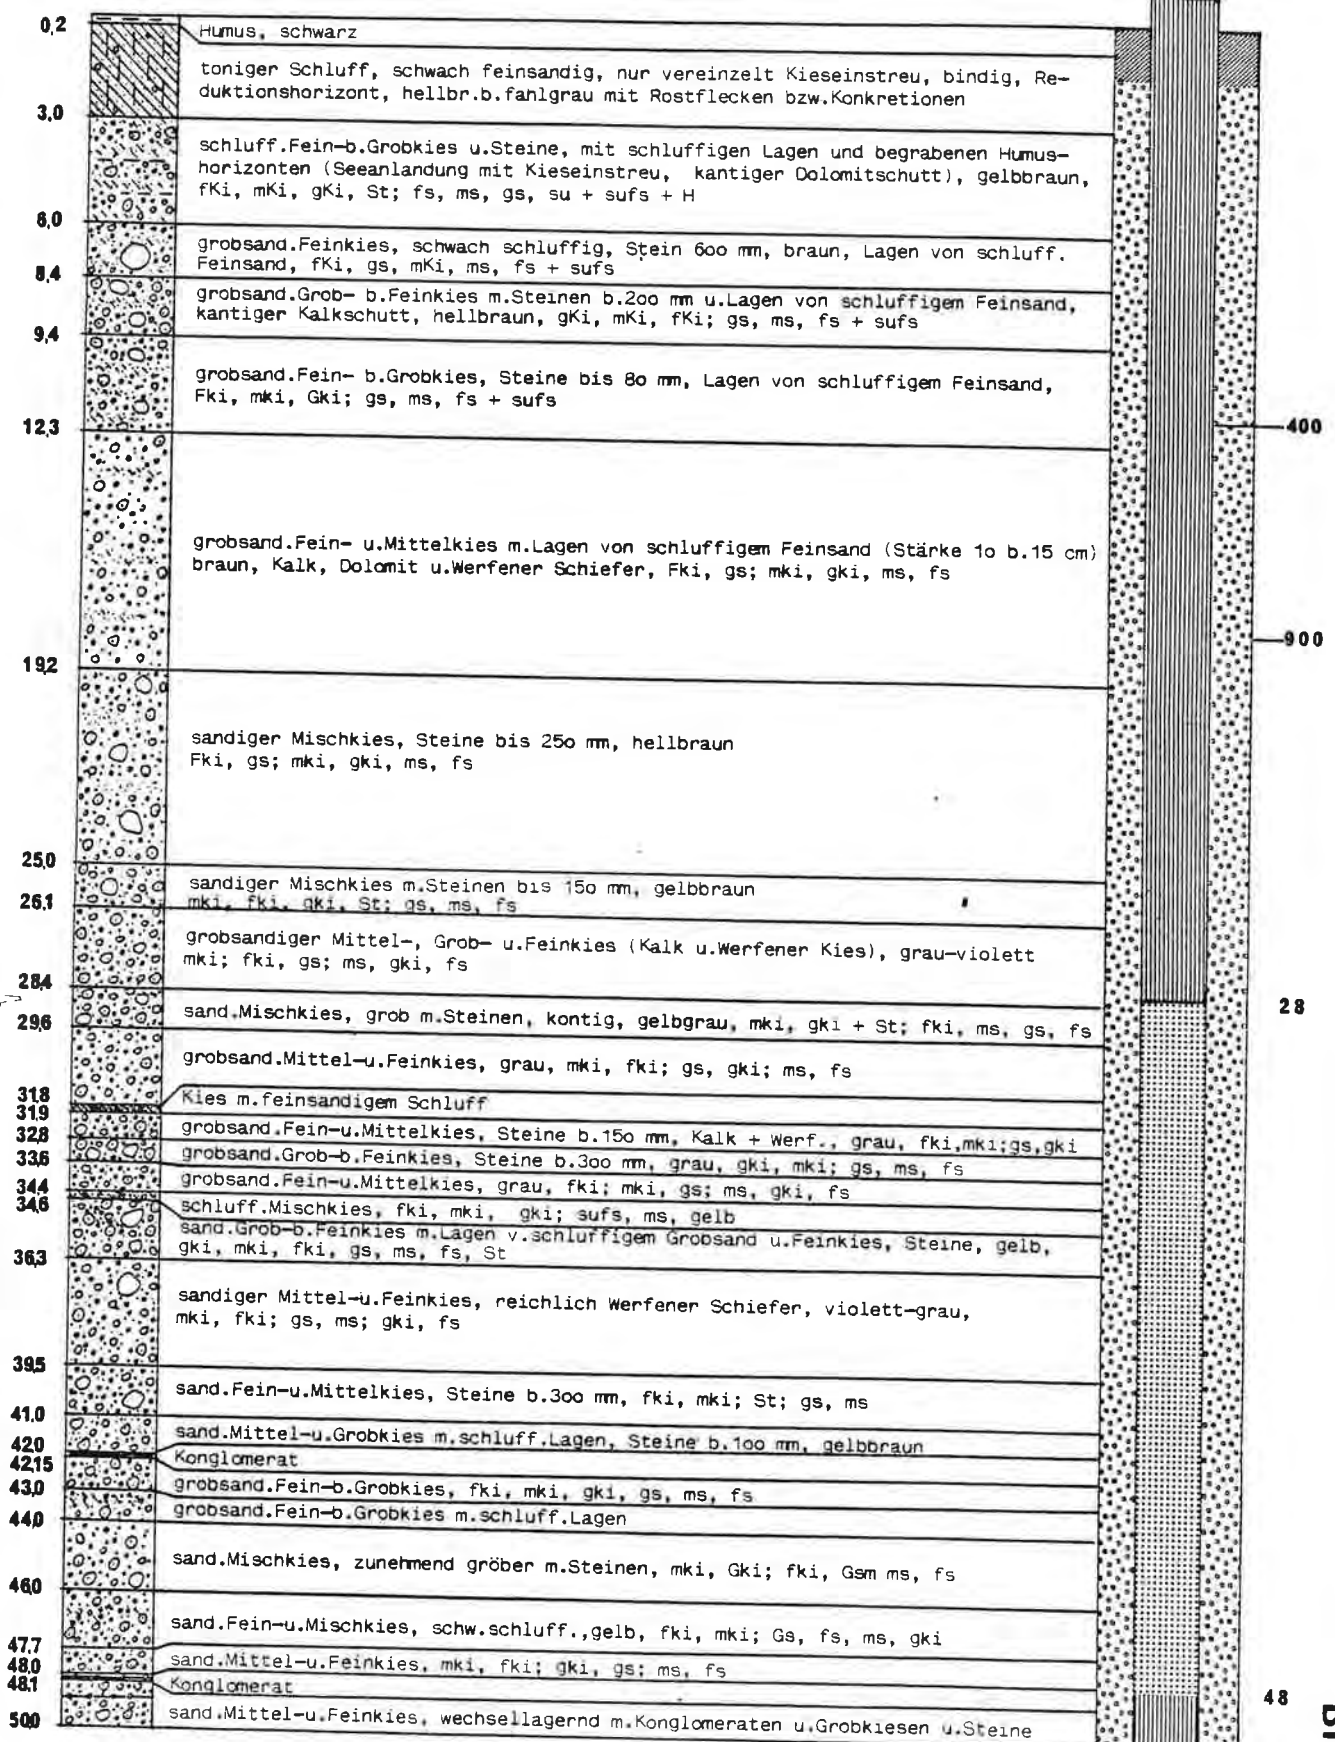 0,2
Humus, schwarz
toniger Schluff, schwach feinsandig, nur vereinzelt Kieseinstreu, bindig, Re-
duktionshorizont, hellbr.b.fahlgrau mit Rostflecken bzw.Konkretionen
3,0
schluff.Fein-b.Grobkies u.Steine, mit schluffigen Lagen und begrabenen Humus-
horizonten (Seeanlandung mit Kieseinstreu, kantiger Dolomitschutt), gelbbraun,
fKi, mKi, gKi, St; fs, ms, gs, su + sufs + H
8,0
grobsand.Feinkies, schwach schluffig, Stein 6oo mm, braun, Lagen von schluff.
Feinsand, fKi, gs, mKi, ms, fs + sufs
8,4
grobsand.Grob- b.Feinkies m.Steinen b.2oo mm u.Lagen von schluffigem Feinsand,
kantiger Kalkschutt, hellbraun, gKi, mKi, fKi; gs, ms, fs + sufs
9,4
grobsand.Fein- b.Grobkies, Steine bis 8o mm, Lagen von schluffigem Feinsand,
Fki, mki, Gki; gs, ms, fs + sufs
12,3
400
grobsand.Fein- u.Mittelkies m.Lagen von schluffigem Feinsand (Stärke 1o b.15 cm)
braun, Kalk, Dolomit u.Werfener Schiefer, Fki, gs; mki, gki, ms, fs
900
19,2
sandiger Mischkies, Steine bis 25o mm, hellbraun
Fki, gs; mki, gki, ms, fs
25,0
sandiger Mischkies m.Steinen bis 15o mm, gelbbraun
mki, fki, gki, St; gs, ms, fs
26,1
grobsandiger Mittel-, Grob- u.Feinkies (Kalk u.Werfener Kies), grau-violett
mki; fki, gs; ms, gki, fs
28,4
28
sand.Mischkies, grob m.Steinen, kontig, gelbgrau, mki, gki + St; fki, ms, gs, fs
29,6
grobsand.Mittel-u.Feinkies, grau, mki, fki; gs, gki; ms, fs
31,8
Kies m.feinsandigem Schluff
31,9
grobsand.Fein-u.Mittelkies, Steine b.15o mm, Kalk + Werf., grau, fki,mki;gs,gki
32,8
grobsand.Grob-b.Feinkies, Steine b.3oo mm, grau, gki, mki; gs, ms, fs
33,6
grobsand.Fein-u.Mittelkies, grau, fki; mki, gs; ms, gki, fs
34,4
schluff.Mischkies, fki, mki, gki; sufs, ms, gelb
34,6
sand.Grob-b.Feinkies m.Lagen v.schluffigem Grobsand u.Feinkies, Steine, gelb,
gki, mki, fki, gs, ms, fs, St
36,3
sandiger Mittel-u.Feinkies, reichlich Werfener Schiefer, violett-grau,
mki, fki; gs, ms; gki, fs
39,5
sand.Fein-u.Mittelkies, Steine b.3oo mm, fki, mki; St; gs, ms
41,0
sand.Mittel-u.Grobkies m.schluff.Lagen, Steine b.1oo mm, gelbbraun
42,0
Konglomerat
42,15
grobsand.Fein-b.Grobkies, fki, mki, gki, gs, ms, fs
43,0
grobsand.Fein-b.Grobkies m.schluff.Lagen
44,0
sand.Mischkies, zunehmend gröber m.Steinen, mki, Gki; fki, Gsm ms, fs
46,0
sand.Fein-u.Mischkies, schw.schluff.,gelb, fki, mki; Gs, fs, ms, gki
47,7
sand.Mittel-u.Feinkies, mki, fki; gki, gs; ms, fs
48,0
Konglomerat
48,1
48
sand.Mittel-u.Feinkies, wechsellagernd m.Konglomeraten u.Grobkiesen u.Steine
50,0